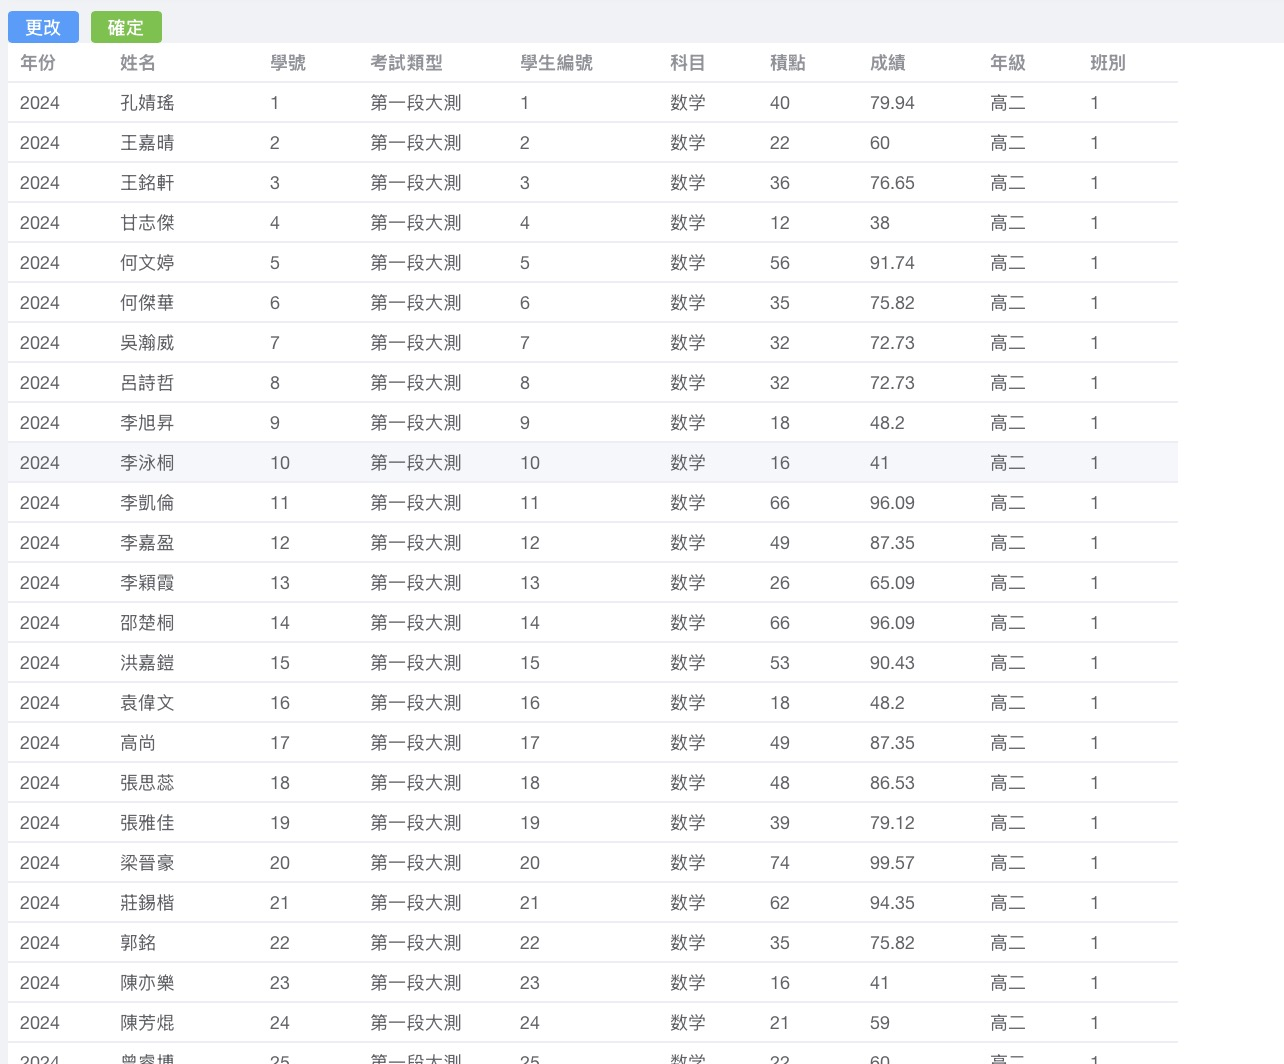 更改 確定
年份 姓名 學號 考試類型 學生編號 科目 積點 成績 年級 班別
2024 孔婧瑤 1 第一段大測 1 数学 40 79.94 高二 1
2024 王嘉晴 2 第一段大測 2 数学 22 60 高二 1
2024 王銘軒 3 第一段大測 3 数学 36 76.65 高二 1
2024 甘志傑 4 第一段大測 4 数学 12 38 高二 1
2024 何文婷 5 第一段大測 5 数学 56 91.74 高二 1
2024 何傑華 6 第一段大測 6 数学 35 75.82 高二 1
2024 吳瀚威 7 第一段大測 7 数学 32 72.73 高二 1
2024 呂詩哲 8 第一段大測 8 数学 32 72.73 高二 1
2024 李旭昇 9 第一段大測 9 数学 18 48.2 高二 1
2024 李泳桐 10 第一段大測 10 数学 16 41 高二 1
2024 李凱倫 11 第一段大測 11 数学 66 96.09 高二 1
2024 李嘉盈 12 第一段大測 12 数学 49 87.35 高二 1
2024 李穎霞 13 第一段大測 13 数学 26 65.09 高二 1
2024 邵楚桐 14 第一段大測 14 数学 66 96.09 高二 1
2024 洪嘉鎧 15 第一段大測 15 数学 53 90.43 高二 1
2024 袁偉文 16 第一段大測 16 数学 18 48.2 高二 1
2024 高尚 17 第一段大測 17 数学 49 87.35 高二 1
2024 張思蕊 18 第一段大測 18 数学 48 86.53 高二 1
2024 張雅佳 19 第一段大測 19 数学 39 79.12 高二 1
2024 梁晉豪 20 第一段大測 20 数学 74 99.57 高二 1
2024 莊錫楷 21 第一段大測 21 数学 62 94.35 高二 1
2024 郭銘 22 第一段大測 22 数学 35 75.82 高二 1
2024 陳亦樂 23 第一段大測 23 数学 16 41 高二 1
2024 陳芳焜 24 第一段大測 24 数学 21 59 高二 1
2024 曾睿博 25 第一段大測 25 数学 22 60 高二 1